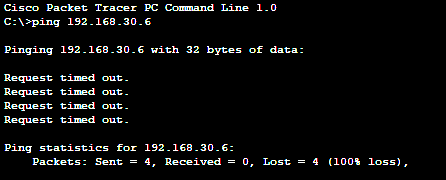 Cisco Packet Tracer PC Command Line 1.0
C:\>ping 192.168.30.6
Pinging 192.168.30.6 with 32 bytes of data:
Request timed out.
Request timed out.
Request timed out.
Request timed out.
Ping statistics for 192.168.30.6:
Packets: Sent = 4, Received = 0, Lost = 4 (100% loss),